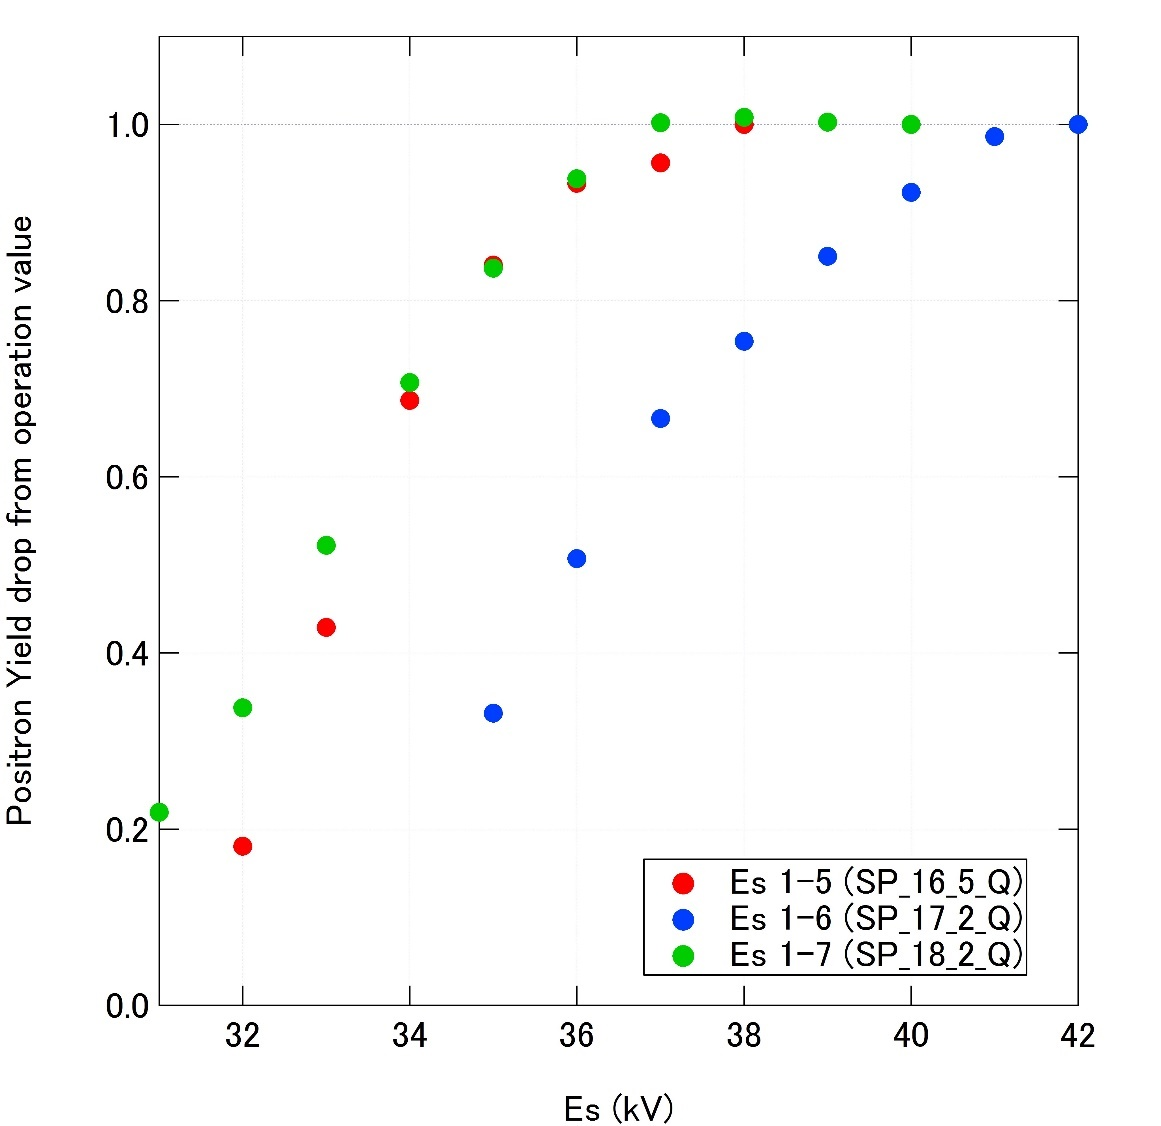 Positron Yield drop from operation value
1.0
0.8
0.6
0.4
0.2
0.0
Es 1-5 (SP_16_5_Q)
Es 1-6 (SP_17_2_Q)
Es 1-7 (SP_18_2_Q)
32 34 36 38 40 42
Es (kV)